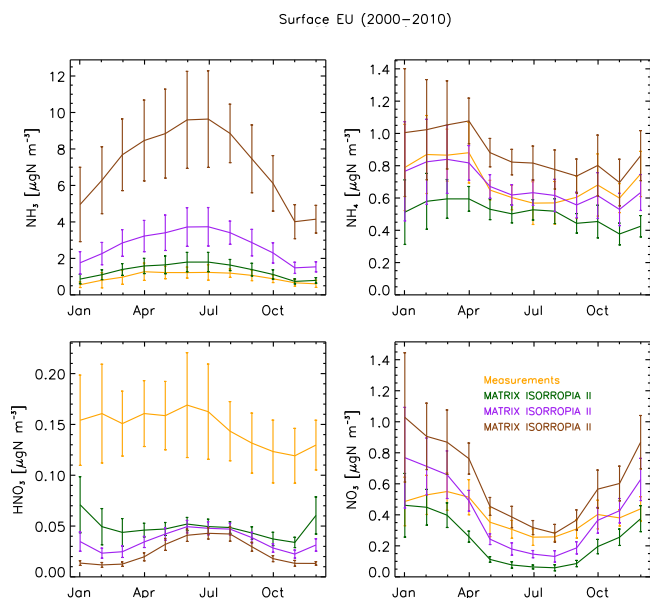 Surface EU (2000-2010)
NH₃ [μgN m⁻³]
12
10
8
6
4
2
0
Jan Apr Jul Oct
NH₄ [μgN m⁻³]
1.4
1.2
1.0
0.8
0.6
0.4
0.2
0.0
Jan Apr Jul Oct
HNO₃ [μgN m⁻³]
0.20
0.15
0.10
0.05
0.00
Jan Apr Jul Oct
NO₃ [μgN m⁻³]
1.4
1.2
1.0
0.8
0.6
0.4
0.2
0.0
Measurements
MATRIX ISORROPIA II
MATRIX ISORROPIA II
MATRIX ISORROPIA II
Jan Apr Jul Oct